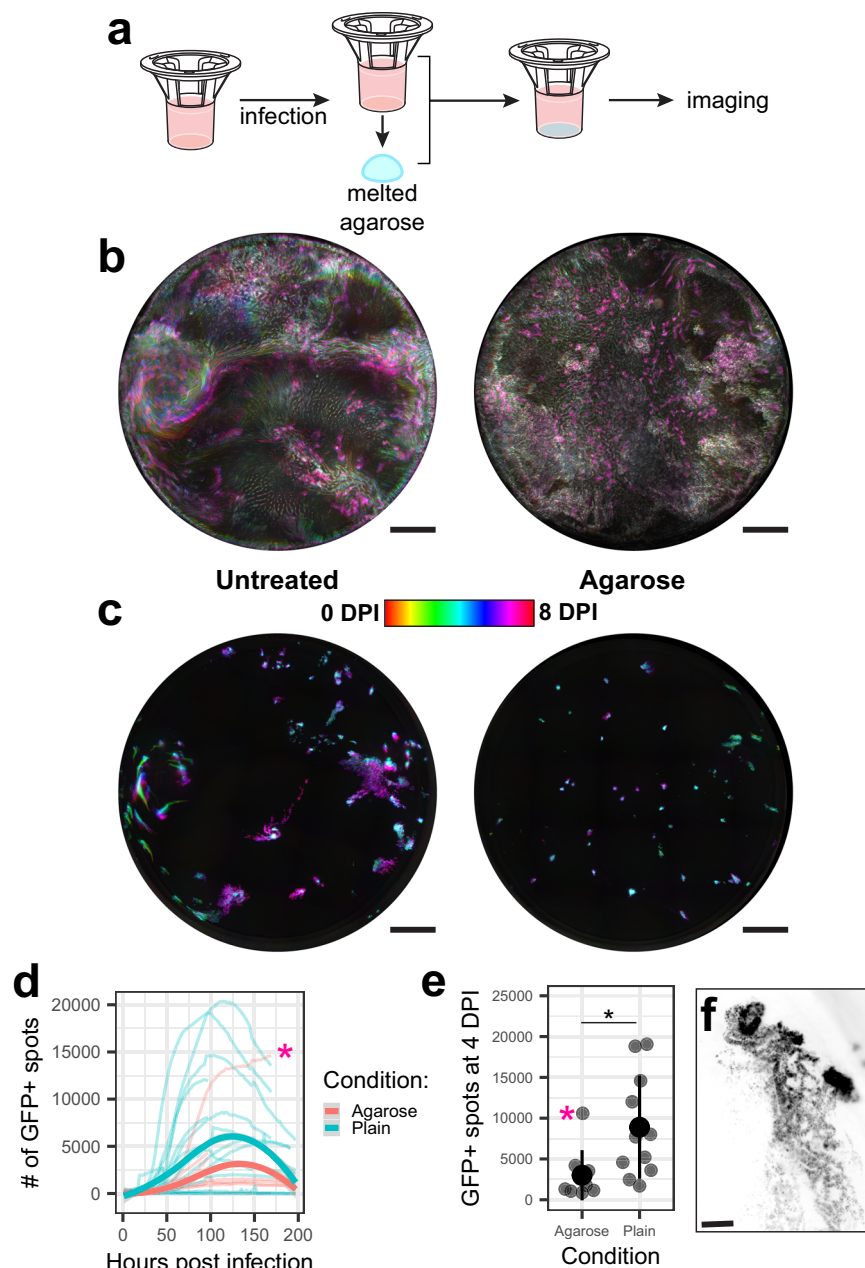 a
infection
imaging
melted
agarose
b
Untreated
Agarose
c
0 DPI
8 DPI
d
# of GFP+ spots
20000
15000
10000
5000
0
*
0
50
100
150
200
Hours post infection
Condition:
Agarose
Plain
e
GFP+ spots at 4 DPI
25000
20000
15000
10000
5000
0
*
*
Agarose
Plain
Condition
f